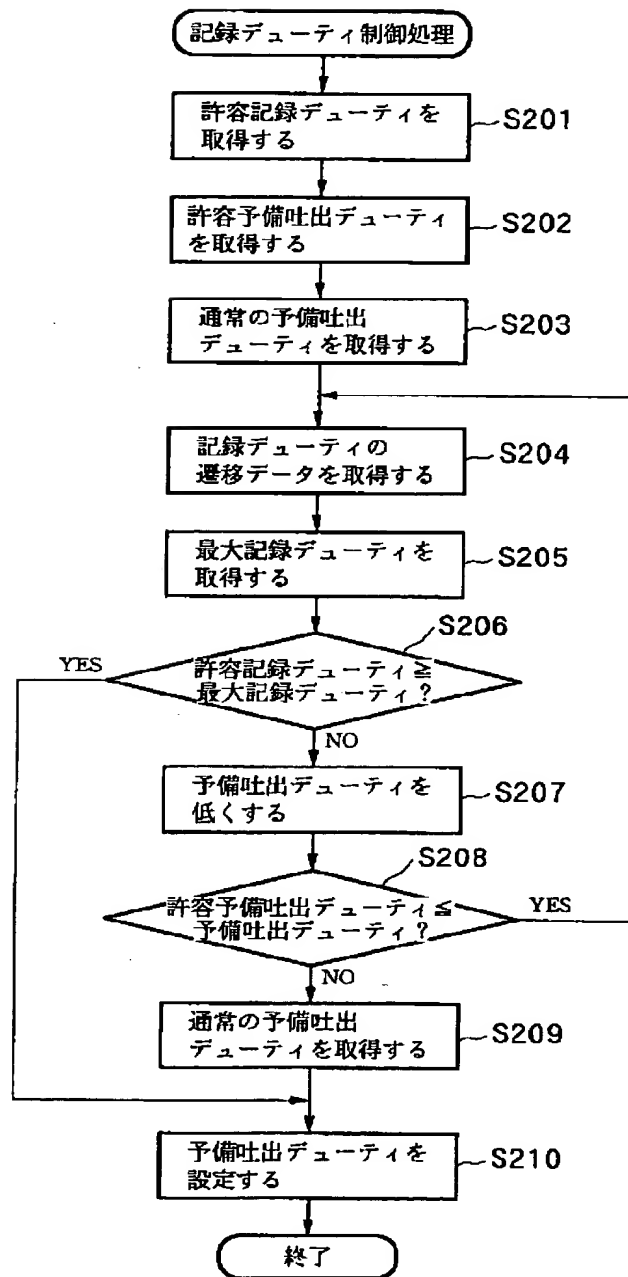 記録デューティ制御処理
許容記録デューティを
取得する
S201
許容予備吐出デューティ
を取得する
S202
通常の予備吐出
デューティを取得する
S203
記録デューティの
遷移データを取得する
S204
最大記録デューティを
取得する
S205
S206
YES
許容記録デューティ≧
最大記録デューティ?
NO
予備吐出デューティを
低くする
S207
S208
許容予備吐出デューティ≦
予備吐出デューティ?
YES
NO
通常の予備吐出
デューティを取得する
S209
予備吐出デューティを
設定する
S210
終了